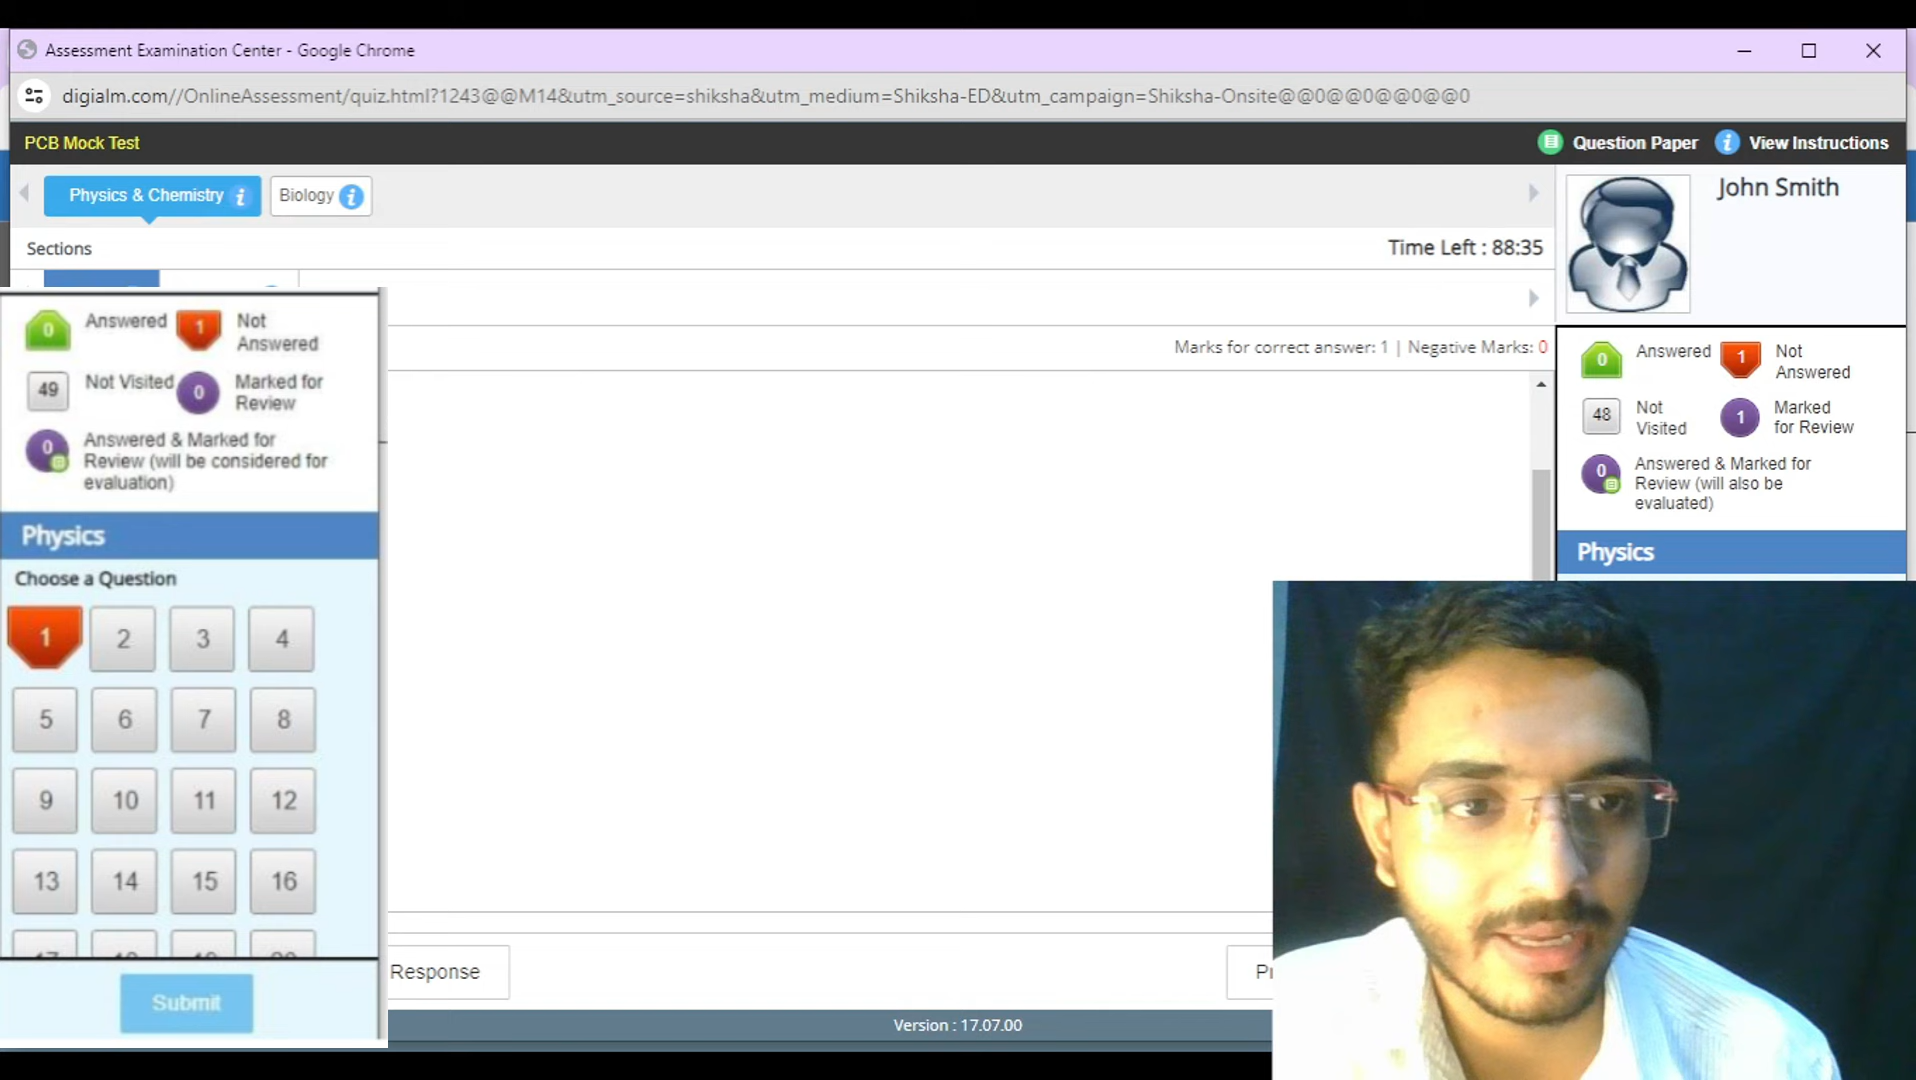 Assessment Examination Center - Google Chrome
digialm.com//OnlineAssessment/quiz.html?1243@@M14&utm_source=shiksha&utm_medium=Shiksha-ED&utm_campaign=Shiksha-Onsite@@0@@0@@0@@0
PCB Mock Test
Question Paper
i View Instructions
Physics & Chemistry i
Biology i
John Smith
Sections
Time Left : 88:35
Marks for correct answer: 1 | Negative Marks: 0
0 Answered 1 Not
Answered
49 Not Visited 0 Marked for
Review
0 Answered & Marked for
Review (will be considered for
evaluation)
Physics
Choose a Question
1 2 3 4
5 6 7 8
9 10 11 12
13 14 15 16
Submit
0 Answered 1 Not
Answered
48 Not
Visited
1 Marked
for Review
0 Answered & Marked for
Review (will also be
evaluated)
Physics
Response
Version : 17.07.00